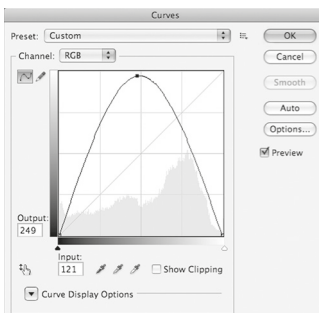 Curves
Preset: Custom
OK
Channel: RGB
Cancel
Smooth
Auto
Options...
Preview
Output:
249
Input:
121
Show Clipping
Curve Display Options